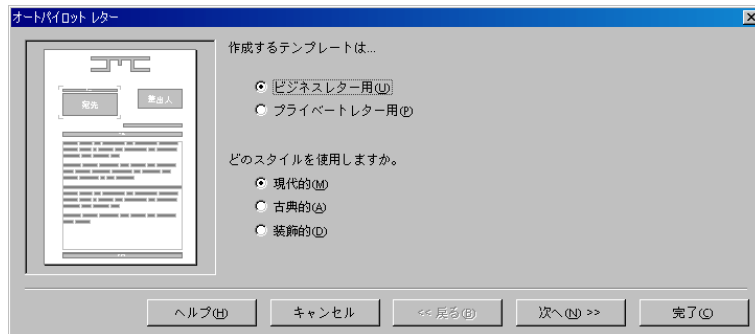 オートパイロット レター
作成するテンプレートは...
ビジネスレター用(U)
プライベートレター用(P)
宛先
差出人
どのスタイルを使用しますか。
現代的(M)
古典的(A)
装飾的(D)
ヘルプ(H)
キャンセル
<< 戻る(B)
次へ(N) >>
完了(C)